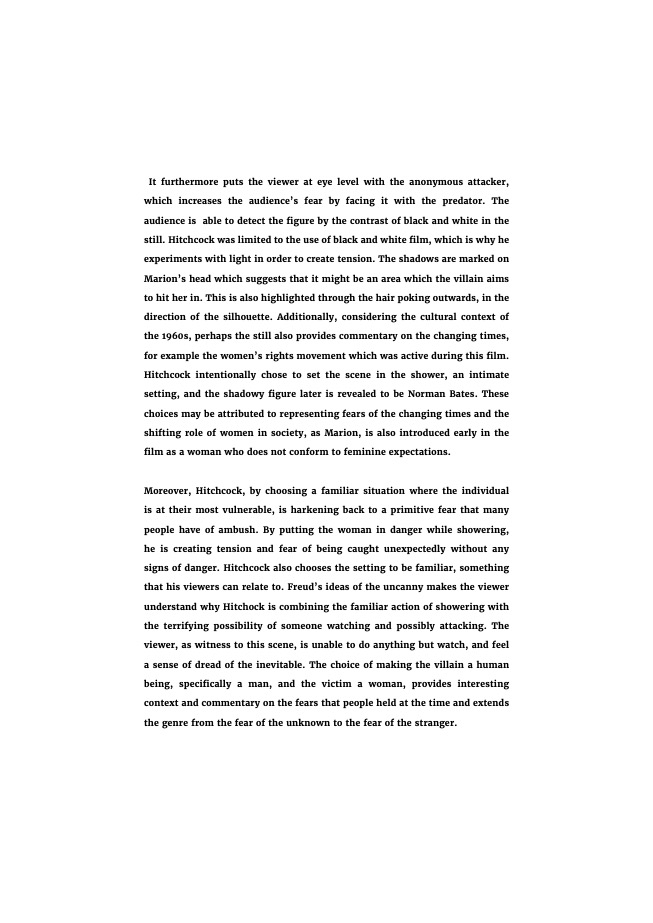 It furthermore puts the viewer at eye level with the anonymous attacker,
which increases the audience's fear by facing it with the predator. The
audience is  able to detect the figure by the contrast of black and white in the
still. Hitchcock was limited to the use of black and white film, which is why he
experiments with light in order to create tension. The shadows are marked on
Marion's head which suggests that it might be an area which the villain aims
to hit her in. This is also highlighted through the hair poking outwards, in the
direction of the silhouette. Additionally, considering the cultural context of
the 1960s, perhaps the still also provides commentary on the changing times,
for example the women's rights movement which was active during this film.
Hitchcock intentionally chose to set the scene in the shower, an intimate
setting, and the shadowy figure later is revealed to be Norman Bates. These
choices may be attributed to representing fears of the changing times and the
shifting role of women in society, as Marion, is also introduced early in the
film as a woman who does not conform to feminine expectations.

Moreover, Hitchcock, by choosing a familiar situation where the individual
is at their most vulnerable, is harkening back to a primitive fear that many
people have of ambush. By putting the woman in danger while showering,
he is creating tension and fear of being caught unexpectedly without any
signs of danger. Hitchcock also chooses the setting to be familiar, something
that his viewers can relate to. Freud's ideas of the uncanny makes the viewer
understand why Hitchock is combining the familiar action of showering with
the terrifying possibility of someone watching and possibly attacking. The
viewer, as witness to this scene, is unable to do anything but watch, and feel
a sense of dread of the inevitable. The choice of making the villain a human
being, specifically a man, and the victim a woman, provides interesting
context and commentary on the fears that people held at the time and extends
the genre from the fear of the unknown to the fear of the stranger.